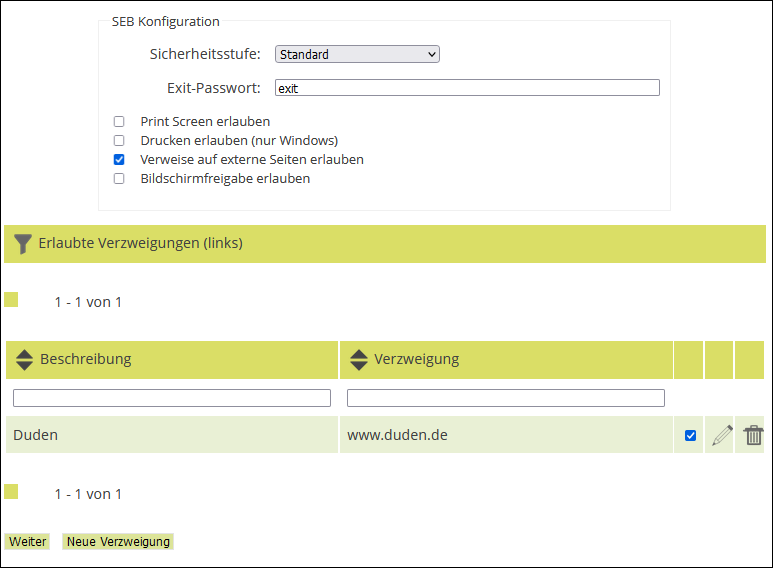 SEB Konfiguration
Sicherheitsstufe: Standard
Exit-Passwort: exit
Print Screen erlauben
Drucken erlauben (nur Windows)
Verweise auf externe Seiten erlauben
Bildschirmfreigabe erlauben
Erlaubte Verzweigungen (links)
1 - 1 von 1
Beschreibung Verzweigung
Duden www.duden.de
1 - 1 von 1
Weiter Neue Verzweigung